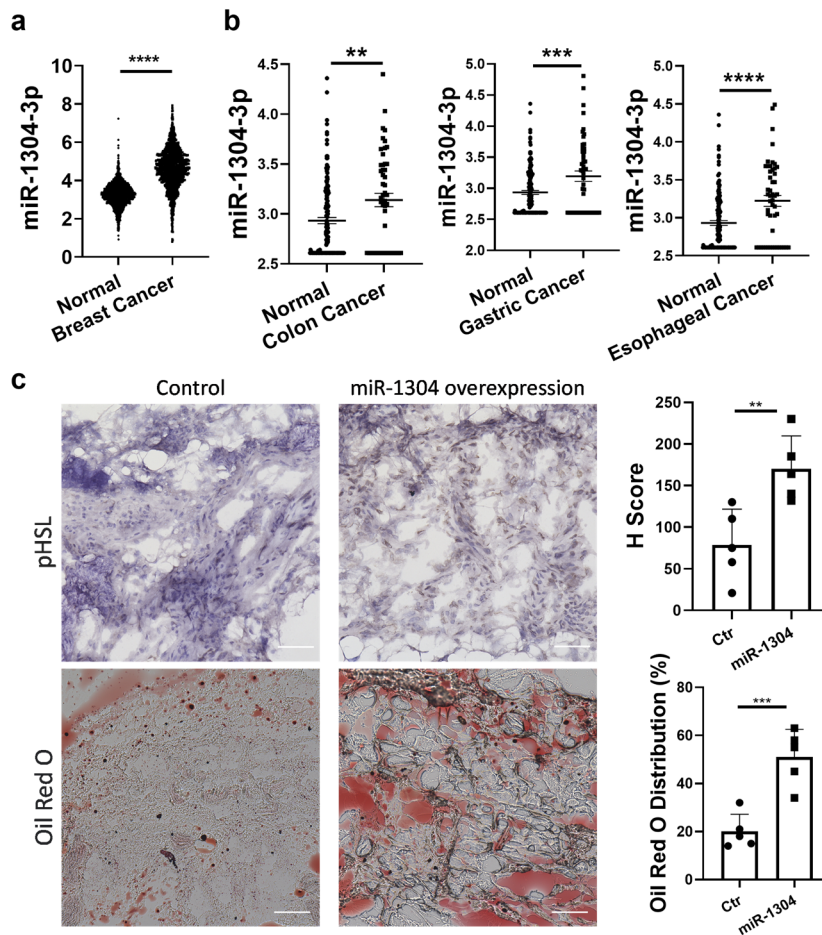 a
miR-1304-3p
10
8
6
4
2
0
****
Normal
Breast Cancer
b
miR-1304-3p
4.5
4.0
3.5
3.0
2.5
**
Normal
Colon Cancer
miR-1304-3p
5.0
4.5
4.0
3.5
3.0
2.5
2.0
***
Normal
Gastric Cancer
miR-1304-3p
5.0
4.5
4.0
3.5
3.0
2.5
****
Normal
Esophageal Cancer
c
Control
miR-1304 overexpression
pHSL
Oil Red O
H Score
250
200
150
100
50
0
**
Ctr
miR-1304
Oil Red O Distribution (%)
80
60
40
20
0
***
Ctr
miR-1304